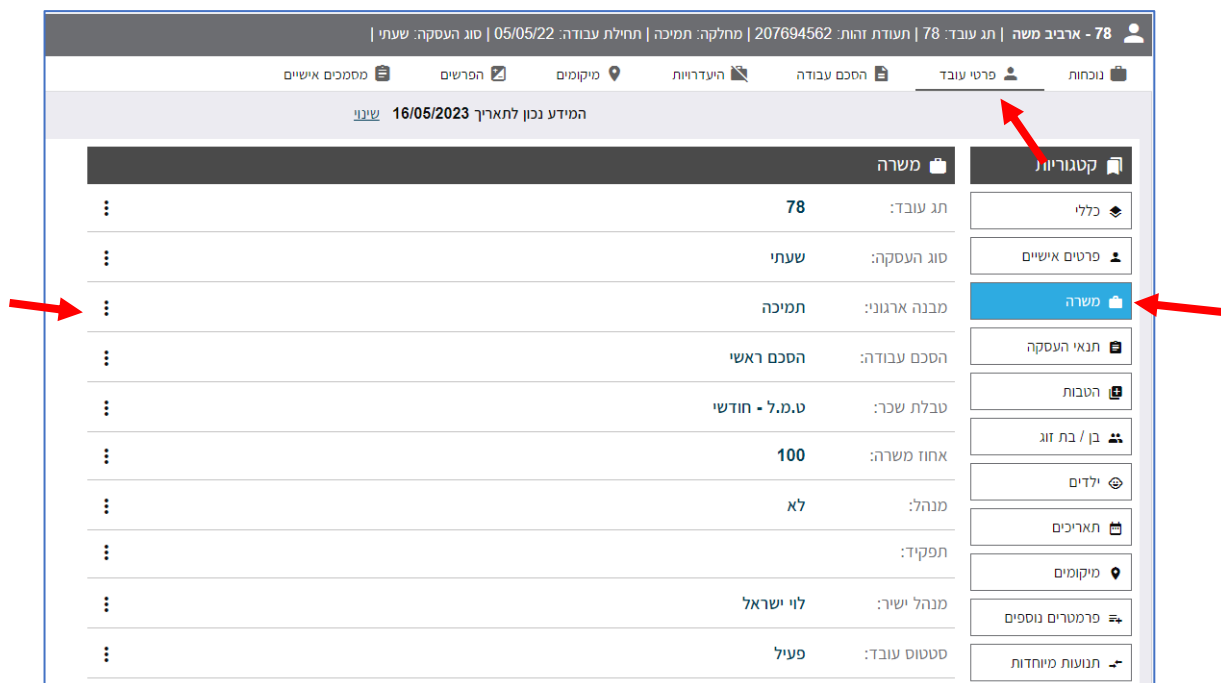 78 - ארביב משה | תג עובד: 78 | תעודת זהות: 207694562 | מחלקה: תמיכה | תחילת עבודה: 05/05/22 | סוג העסקה: שעתי |
נוכחות פרטי עובד הסכם עבודה היעדרויות מיקומים הפרשים מסמכים אישיים
המידע נכון לתאריך 16/05/2023 שינוי
קטגוריות
כללי
פרטים אישיים
משרה
תנאי העסקה
הטבות
בן / בת זוג
ילדים
תאריכים
מיקומים
פרמטרים נוספים
תנועות מיוחדות
משרה
תג עובד: 78
סוג העסקה: שעתי
מבנה ארגוני: תמיכה
הסכם עבודה: הסכם ראשי
טבלת שכר: ט.מ.ל - חודשי
אחוז משרה: 100
מנהל: לא
תפקיד:
מנהל ישיר: לוי ישראל
סטטוס עובד: פעיל